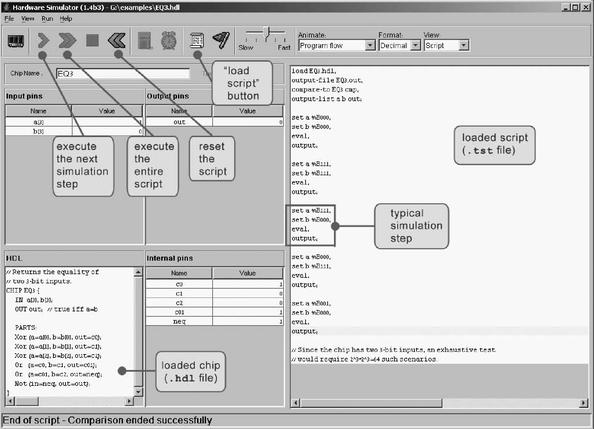 Hardware Simulator (1.4b3) - G:\examples\EQ3.hdl
File View Run Help
Slow Fast
Animate:
Program flow
Format:
Decimal
View:
Script
Chip Name :
EQ3
"load
script"
button
Input pins
Name Value
a[3]
b[3] 0
Output pins
Name Value
out 0
execute
the next
simulation
step
execute
the
entire
script
reset
the
script
load EQ3.hdl,
output-file EQ3.out,
compare-to EQ3.cmp,
output-list a b out;
set a %B000,
set b %B000,
eval,
output;
set a %B111,
set b %B111,
eval,
output;
set a %B111,
set b %B000,
eval,
output;
set a %B000,
set b %B111,
eval,
output;
set a %B001,
set b %B000,
eval,
output;
// Since the chip has two 3-bit inputs, an exhaustive test
// would require 2^3*2^3=64 such scenarios.
loaded script
(.tst file)
typical
simulation
step
HDL
// Returns the equality of
// two 3-bit inputs.
CHIP EQ3 {
IN a[3], b[3];
OUT out; // true iff a=b
PARTS:
Xor (a=a[0], b=b[0], out=c0);
Xor (a=a[1], b=b[1], out=c1);
Xor (a=a[2], b=b[2], out=c2);
Or (a=c0, b=c1, out=c01);
Or (a=c01, b=c2, out=neq);
Not (in=neq, out=out);
}
loaded chip
(.hdl file)
Internal pins
Name Value
c0 1
c1 0
c2 0
c01 1
neq 1
End of script - Comparison ended successfully